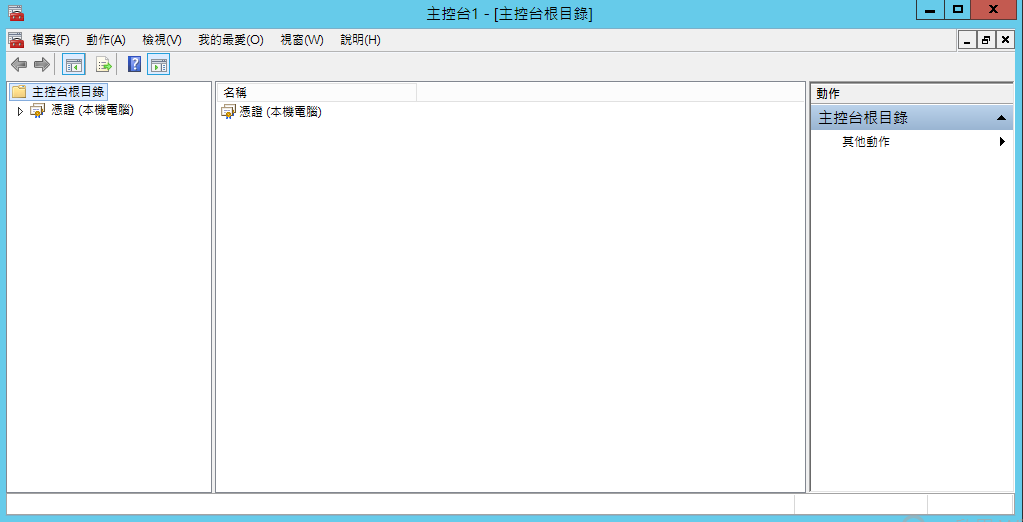 主控台1 - [主控台根目錄]
檔案(F) 動作(A) 檢視(V) 我的最愛(O) 視窗(W) 說明(H)
主控台根目錄
憑證 (本機電腦)
名稱
憑證 (本機電腦)
動作
主控台根目錄
其他動作